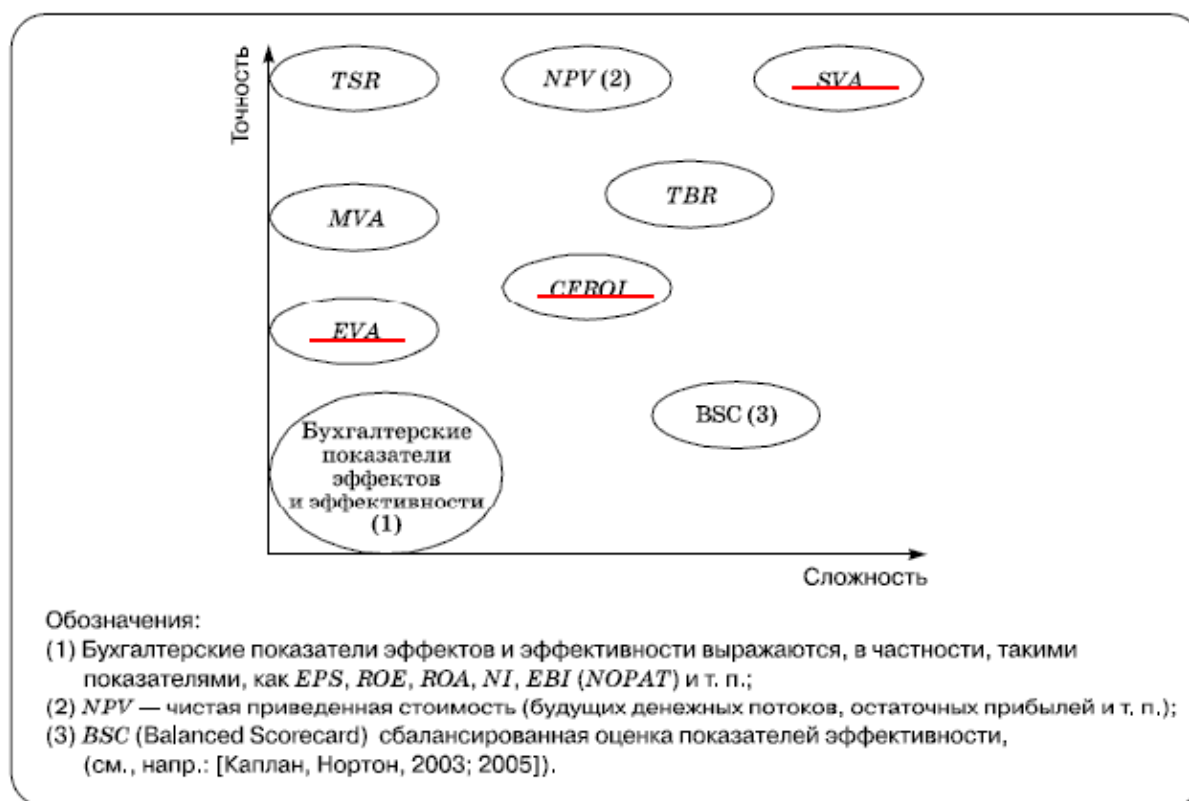 Точность
TSR
NPV (2)
SVA
MVA
TBR
CFROI
EVA
BSC (3)
Бухгалтерские
показатели
эффектов
и эффективности
(1)
Сложность
Обозначения:
(1) Бухгалтерские показатели эффектов и эффективности выражаются, в частности, такими
показателями, как EPS, ROE, ROA, NI, EBI (NOPAT) и т. п.;
(2) NPV — чистая приведенная стоимость (будущих денежных потоков, остаточных прибылей и т. п.);
(3) BSC (Balanced Scorecard) сбалансированная оценка показателей эффективности,
(см., напр.: [Каплан, Нортон, 2003; 2005]).